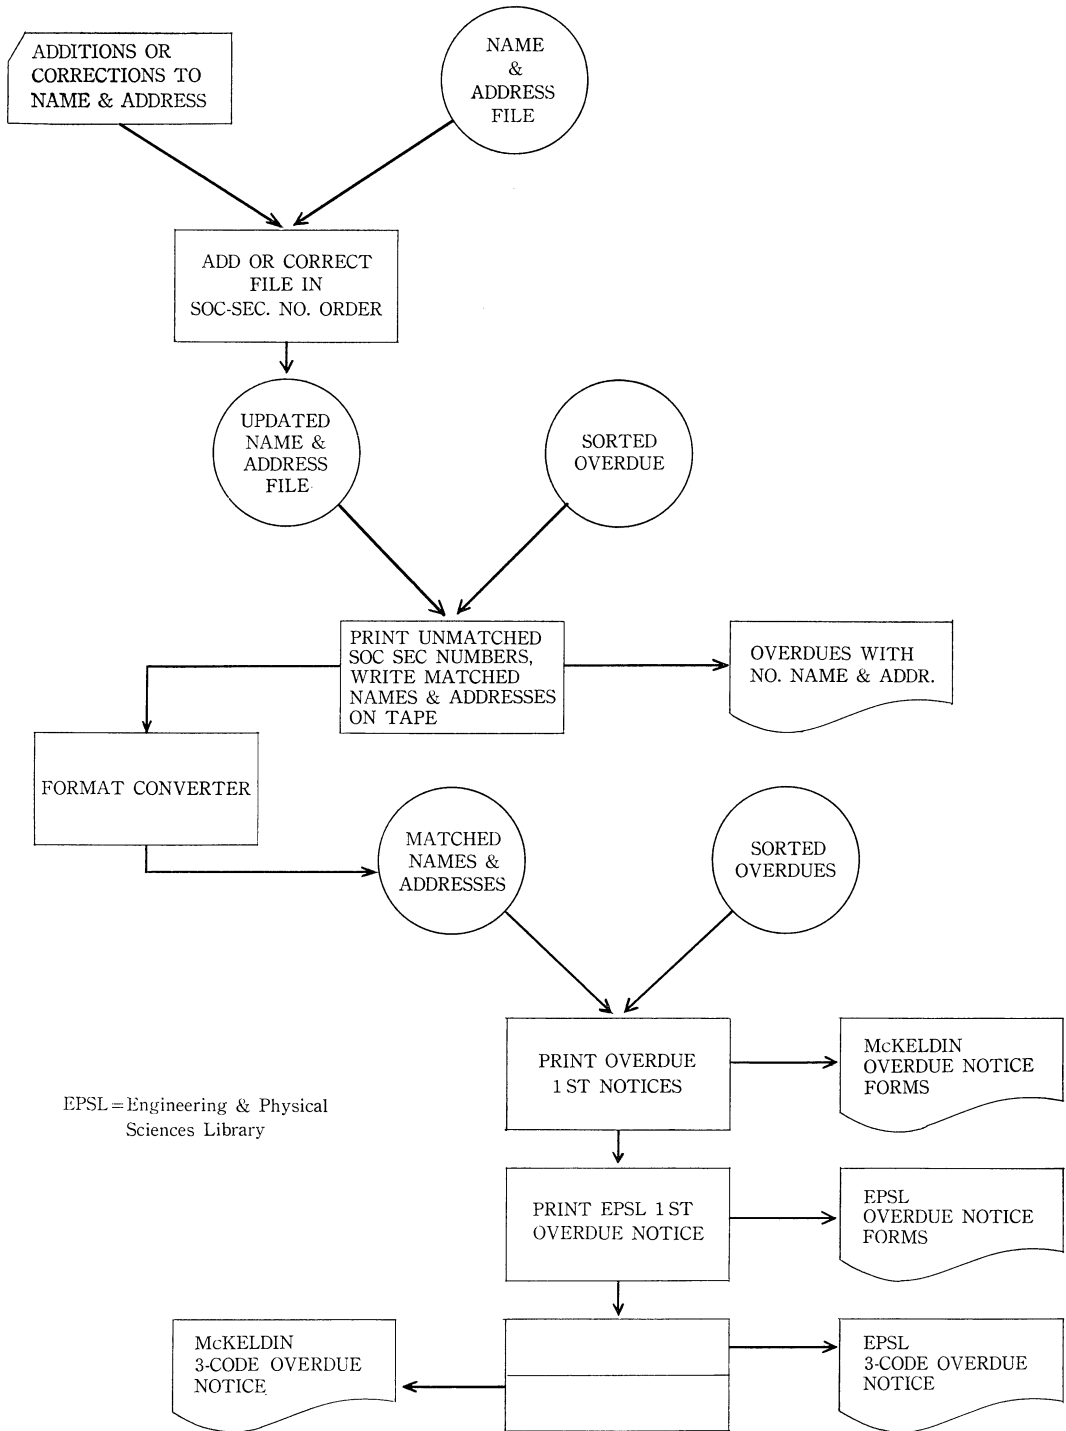 ADDITIONS OR
CORRECTIONS TO
NAME & ADDRESS
NAME
&
ADDRESS
FILE
ADD OR CORRECT
FILE IN
SOC-SEC. NO. ORDER
UPDATED
NAME &
ADDRESS
FILE
SORTED
OVERDUE
PRINT UNMATCHED
SOC SEC NUMBERS,
WRITE MATCHED
NAMES & ADDRESSES
ON TAPE
OVERDUES WITH
NO. NAME & ADDR.
FORMAT CONVERTER
MATCHED
NAMES &
ADDRESSES
SORTED
OVERDUES
PRINT OVERDUE
1 ST NOTICES
McKELDIN
OVERDUE NOTICE
FORMS
EPSL=Engineering & Physical
Sciences Library
PRINT EPSL 1 ST
OVERDUE NOTICE
EPSL
OVERDUE NOTICE
FORMS
McKELDIN
3-CODE OVERDUE
NOTICE
EPSL
3-CODE OVERDUE
NOTICE